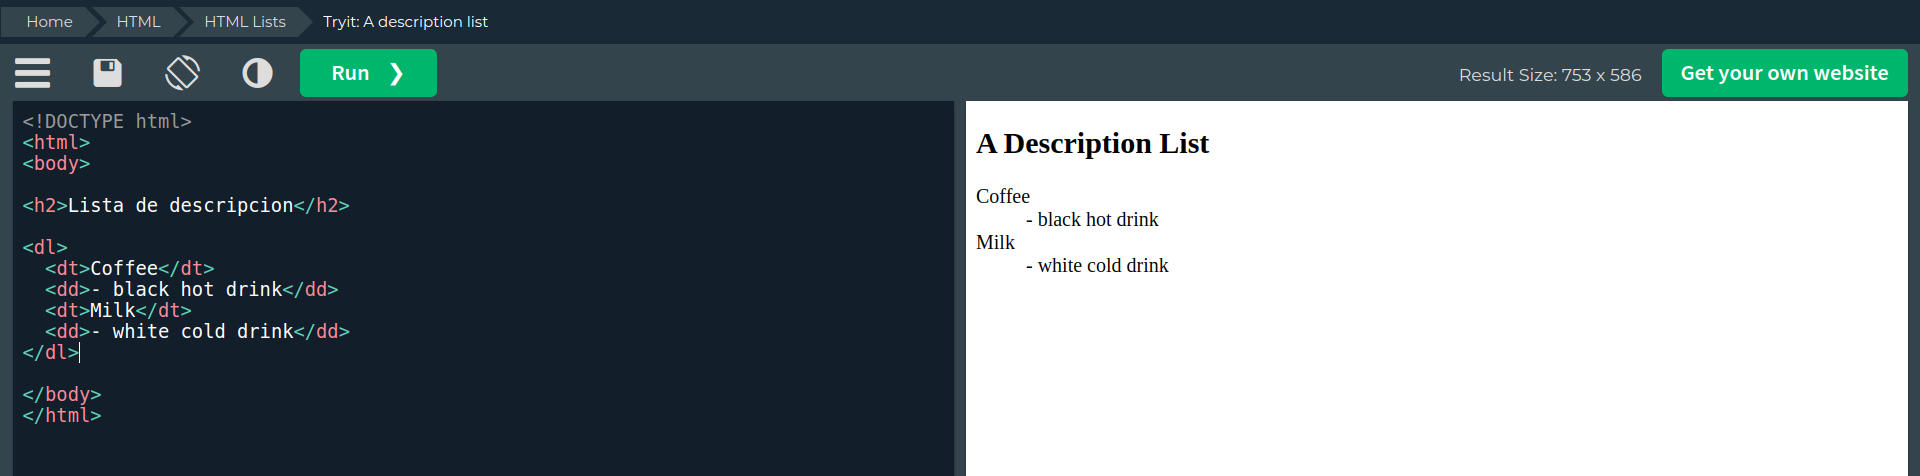 Home HTML HTML Lists Tryit: A description list
Run ❯ Result Size: 753 x 586 Get your own website
<!DOCTYPE html>
<html>
<body>
<h2>Lista de descripcion</h2>
<dl>
<dt>Coffee</dt>
<dd>- black hot drink</dd>
<dt>Milk</dt>
<dd>- white cold drink</dd>
</dl>
</body>
</html>
A Description List
Coffee
- black hot drink
Milk
- white cold drink